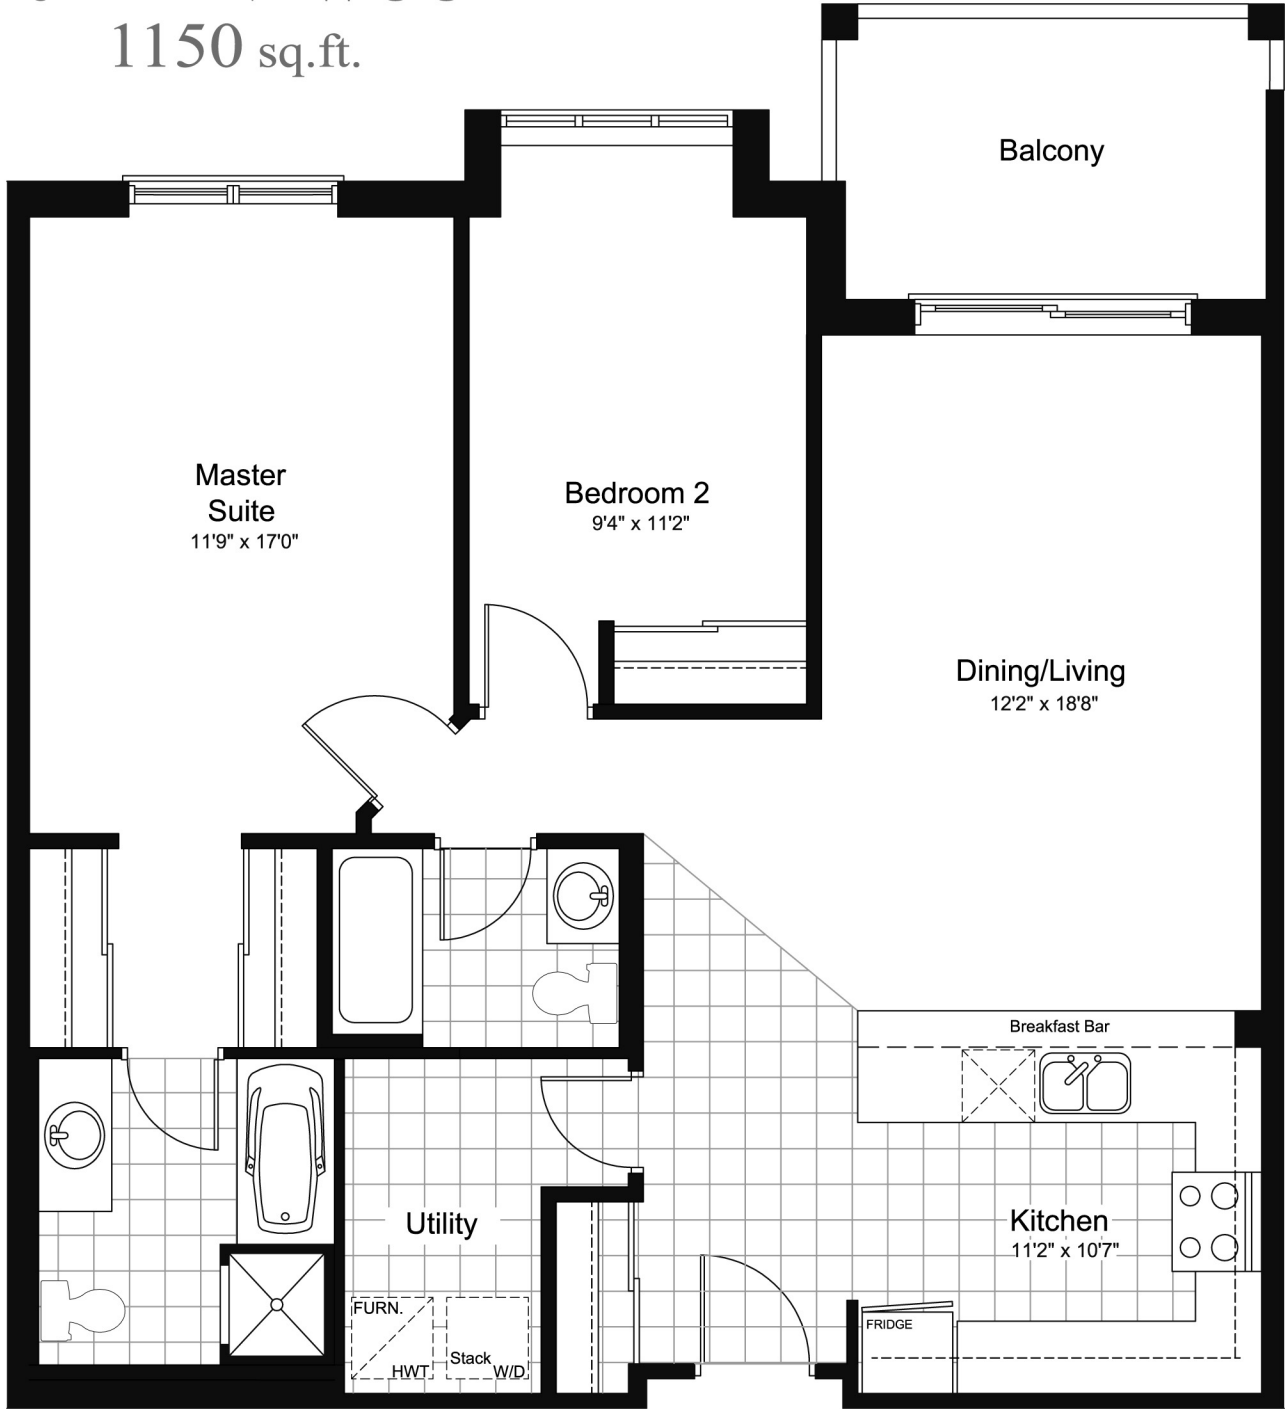 1150 sq.ft.
Balcony
Master
Suite
11'9" x 17'0"
Bedroom 2
9'4" x 11'2"
Dining/Living
12'2" x 18'8"
Breakfast Bar
Utility
Kitchen
11'2" x 10'7"
FURN.
HWT
Stack
W/D
FRIDGE